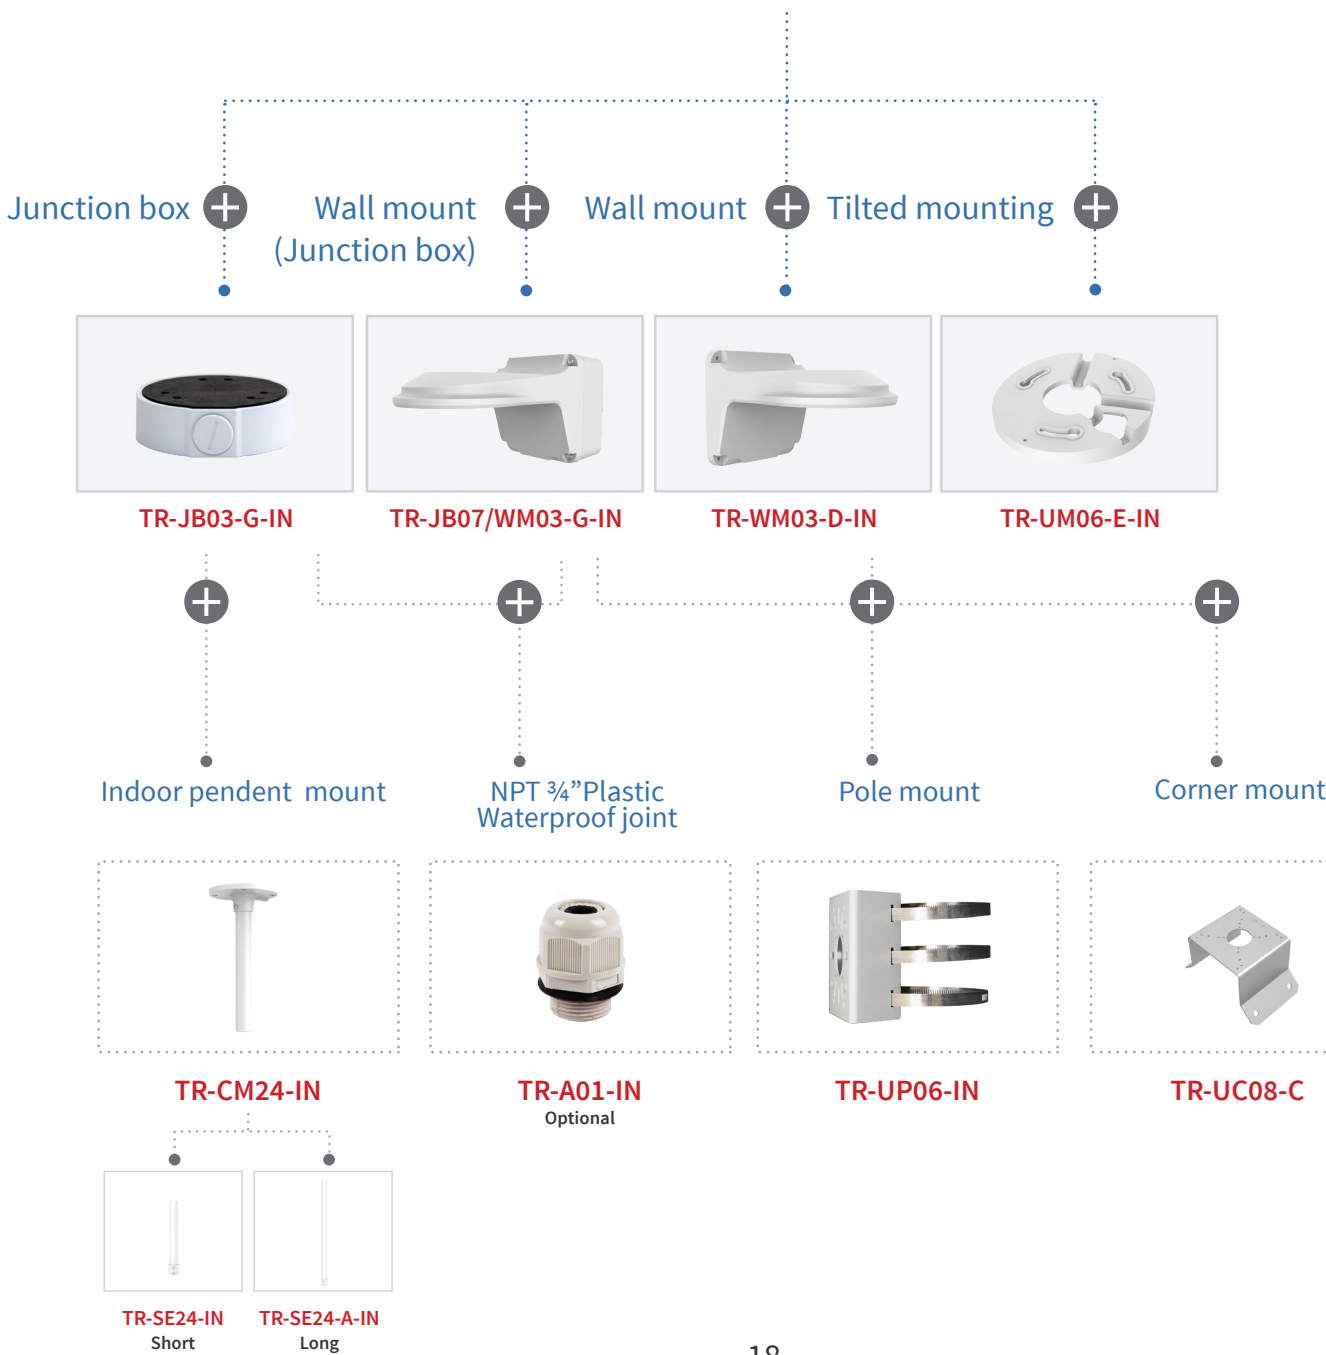 Junction box
Wall mount
(Junction box)
Wall mount
Tilted mounting
TR-JB03-G-IN
TR-JB07/WM03-G-IN
TR-WM03-D-IN
TR-UM06-E-IN
Indoor pendent mount
NPT ¾”Plastic
Waterproof joint
Pole mount
Corner mount
TR-CM24-IN
TR-A01-IN
Optional
TR-UP06-IN
TR-UC08-C
TR-SE24-IN
Short
TR-SE24-A-IN
Long
18